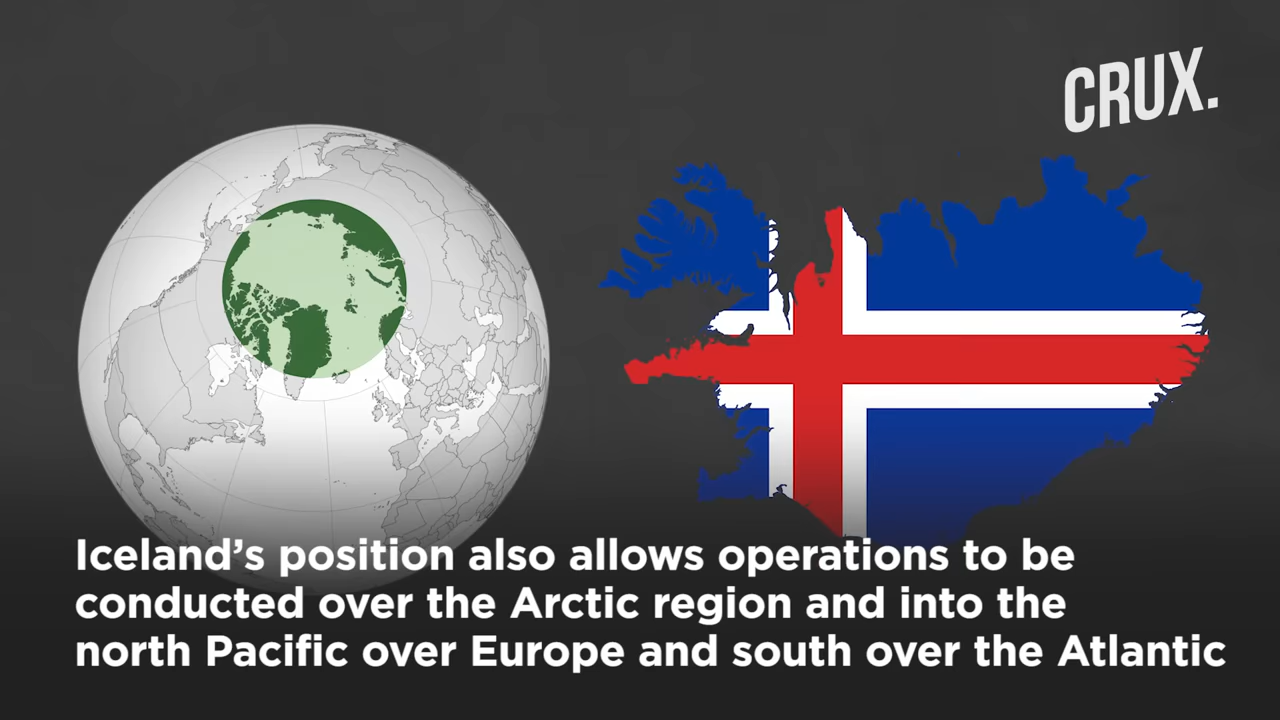 CRUX.
Iceland’s position also allows operations to be
conducted over the Arctic region and into the
north Pacific over Europe and south over the Atlantic